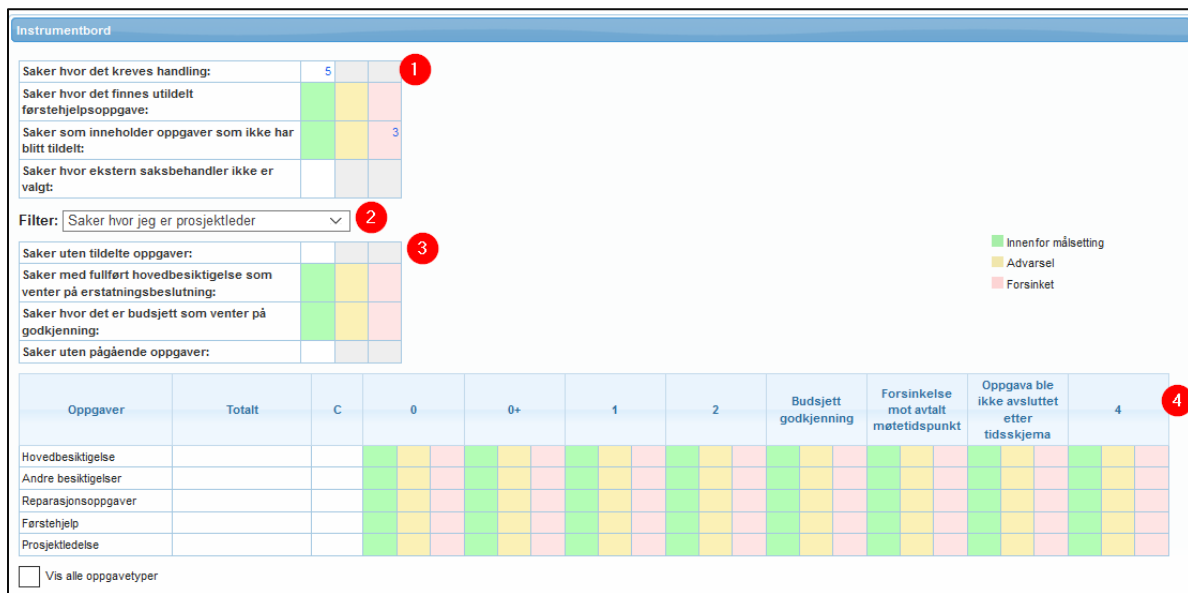 Instrumentbord
Saker hvor det kreves handling: 5 1
Saker hvor det finnes utildelt
førstehjelpsoppgave:
Saker som inneholder oppgaver som ikke har
blitt tildelt: 3
Saker hvor ekstern saksbehandler ikke er
valgt:
Filter: Saker hvor jeg er prosjektleder 2
Saker uten tildelte oppgaver: 3
Saker med fullført hovedbesiktigelse som
venter på erstatningsbeslutning:
Saker hvor det er budsjett som venter på
godkjenning:
Saker uten pågående oppgaver:
Innenfor målsetting
Advarsel
Forsinket
Oppgaver Totalt C 0 0+ 1 2 Budsjett
godkjenning
Forsinkelse
mot avtalt
møtetidspunkt
Oppgava ble
ikke avsluttet
etter
tidsskjema
4 4
Hovedbesiktigelse
Andre besiktigelser
Reparasjonsoppgaver
Førstehjelp
Prosjektledelse
Vis alle oppgavetyper